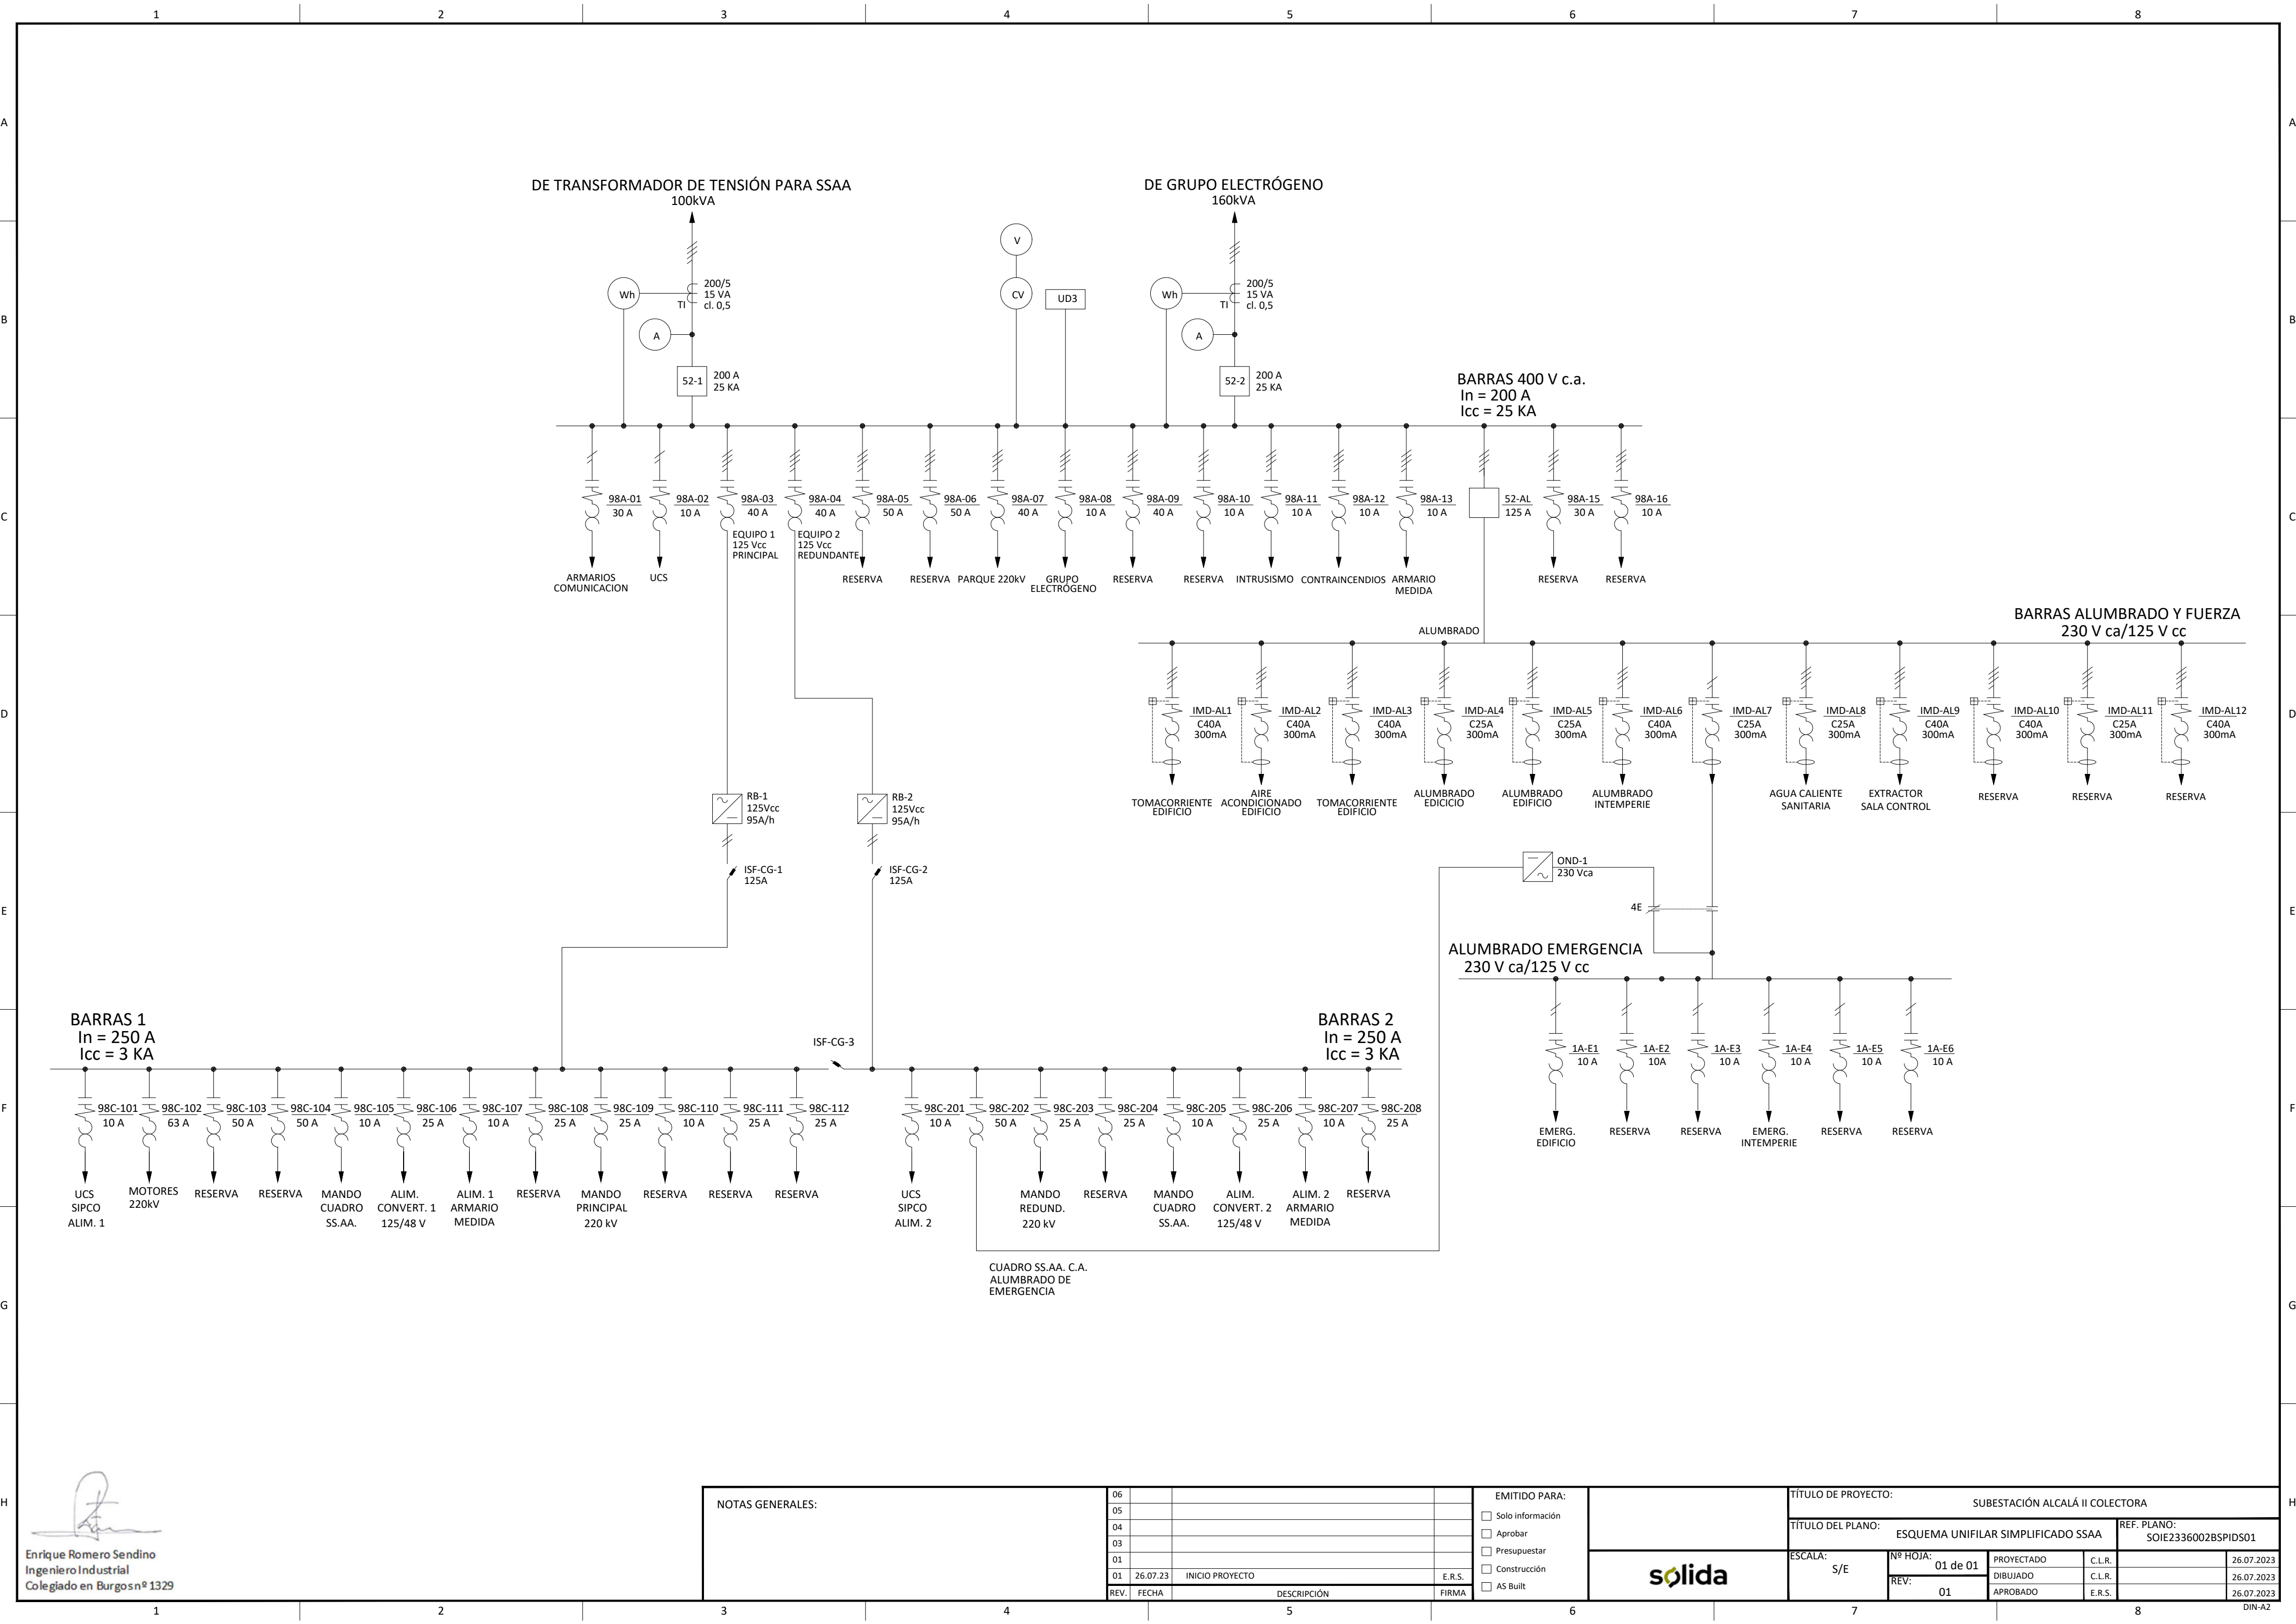 1 2 3 4 5 6 7 8
A A
B B
C C
D D
E E
F F
G G
H H
DE TRANSFORMADOR DE TENSIÓN PARA SSAA
100kVA
DE GRUPO ELECTRÓGENO
160kVA
V
CV
UD3
Wh
TI
200/5
15 VA
cl. 0,5
A
52-1
200 A
25 KA
Wh
TI
200/5
15 VA
cl. 0,5
A
52-2
200 A
25 KA
BARRAS 400 V c.a.
In = 200 A
Icc = 25 KA
98A-01
30 A
98A-02
10 A
98A-03
40 A
98A-04
40 A
98A-05
50 A
98A-06
50 A
98A-07
40 A
98A-08
10 A
98A-09
40 A
98A-10
10 A
98A-11
10 A
98A-12
10 A
98A-13
10 A
52-AL
125 A
98A-15
30 A
98A-16
10 A
EQUIPO 1
125 Vcc
PRINCIPAL
EQUIPO 2
125 Vcc
REDUNDANTE
ARMARIOS
COMUNICACION
UCS
RESERVA
RESERVA
PARQUE 220kV
GRUPO
ELECTRÓGENO
RESERVA
RESERVA
INTRUSISMO
CONTRAINCENDIOS
ARMARIO
MEDIDA
RESERVA
RESERVA
ALUMBRADO
BARRAS ALUMBRADO Y FUERZA
230 V ca/125 V cc
IMD-AL1
C40A
300mA
IMD-AL2
C40A
300mA
IMD-AL3
C40A
300mA
IMD-AL4
C25A
300mA
IMD-AL5
C25A
300mA
IMD-AL6
C40A
300mA
IMD-AL7
C25A
300mA
IMD-AL8
C25A
300mA
IMD-AL9
C40A
300mA
IMD-AL10
C40A
300mA
IMD-AL11
C25A
300mA
IMD-AL12
C40A
300mA
TOMACORRIENTE
EDIFICIO
AIRE
ACONDICIONADO
EDIFICIO
TOMACORRIENTE
EDIFICIO
ALUMBRADO
EDICICIO
ALUMBRADO
EDIFICIO
ALUMBRADO
INTEMPERIE
AGUA CALIENTE
SANITARIA
EXTRACTOR
SALA CONTROL
RESERVA
RESERVA
RESERVA
RB-1
125Vcc
95A/h
RB-2
125Vcc
95A/h
ISF-CG-1
125A
ISF-CG-2
125A
OND-1
230 Vca
4E
ALUMBRADO EMERGENCIA
230 V ca/125 V cc
1A-E1
10 A
1A-E2
10A
1A-E3
10 A
1A-E4
10 A
1A-E5
10 A
1A-E6
10 A
EMERG.
EDIFICIO
RESERVA
RESERVA
EMERG.
INTEMPERIE
RESERVA
RESERVA
BARRAS 1
In = 250 A
Icc = 3 KA
ISF-CG-3
BARRAS 2
In = 250 A
Icc = 3 KA
98C-101
10 A
98C-102
63 A
98C-103
50 A
98C-104
50 A
98C-105
10 A
98C-106
25 A
98C-107
10 A
98C-108
25 A
98C-109
25 A
98C-110
10 A
98C-111
25 A
98C-112
25 A
98C-201
10 A
98C-202
50 A
98C-203
25 A
98C-204
25 A
98C-205
10 A
98C-206
25 A
98C-207
10 A
98C-208
25 A
UCS
SIPCO
ALIM. 1
MOTORES
220kV
RESERVA
RESERVA
MANDO
CUADRO
SS.AA.
ALIM.
CONVERT. 1
125/48 V
ALIM. 1
ARMARIO
MEDIDA
RESERVA
MANDO
PRINCIPAL
220 kV
RESERVA
RESERVA
RESERVA
UCS
SIPCO
ALIM. 2
MANDO
REDUND.
220 kV
RESERVA
MANDO
CUADRO
SS.AA.
ALIM.
CONVERT. 2
125/48 V
ALIM. 2
ARMARIO
MEDIDA
RESERVA
CUADRO SS.AA. C.A.
ALUMBRADO DE
EMERGENCIA
Enrique Romero Sendino
Ingeniero Industrial
Colegiado en Burgos nº 1329
NOTAS GENERALES:
06
05
04
03
01
01 26.07.23 INICIO PROYECTO E.R.S.
REV. FECHA DESCRIPCIÓN FIRMA
EMITIDO PARA:
Solo información
Aprobar
Presupuestar
Construcción
AS Built
sólida
TÍTULO DE PROYECTO:
SUBESTACIÓN ALCALÁ II COLECTORA
TÍTULO DEL PLANO:
ESQUEMA UNIFILAR SIMPLIFICADO SSAA
REF. PLANO:
SOIE2336002BSPIDS01
ESCALA:
S/E
Nº HOJA:
01 de 01
REV:
01
PROYECTADO C.L.R. 26.07.2023
DIBUJADO C.L.R. 26.07.2023
APROBADO E.R.S. 26.07.2023
DIN-A2
1 2 3 4 5 6 7 8